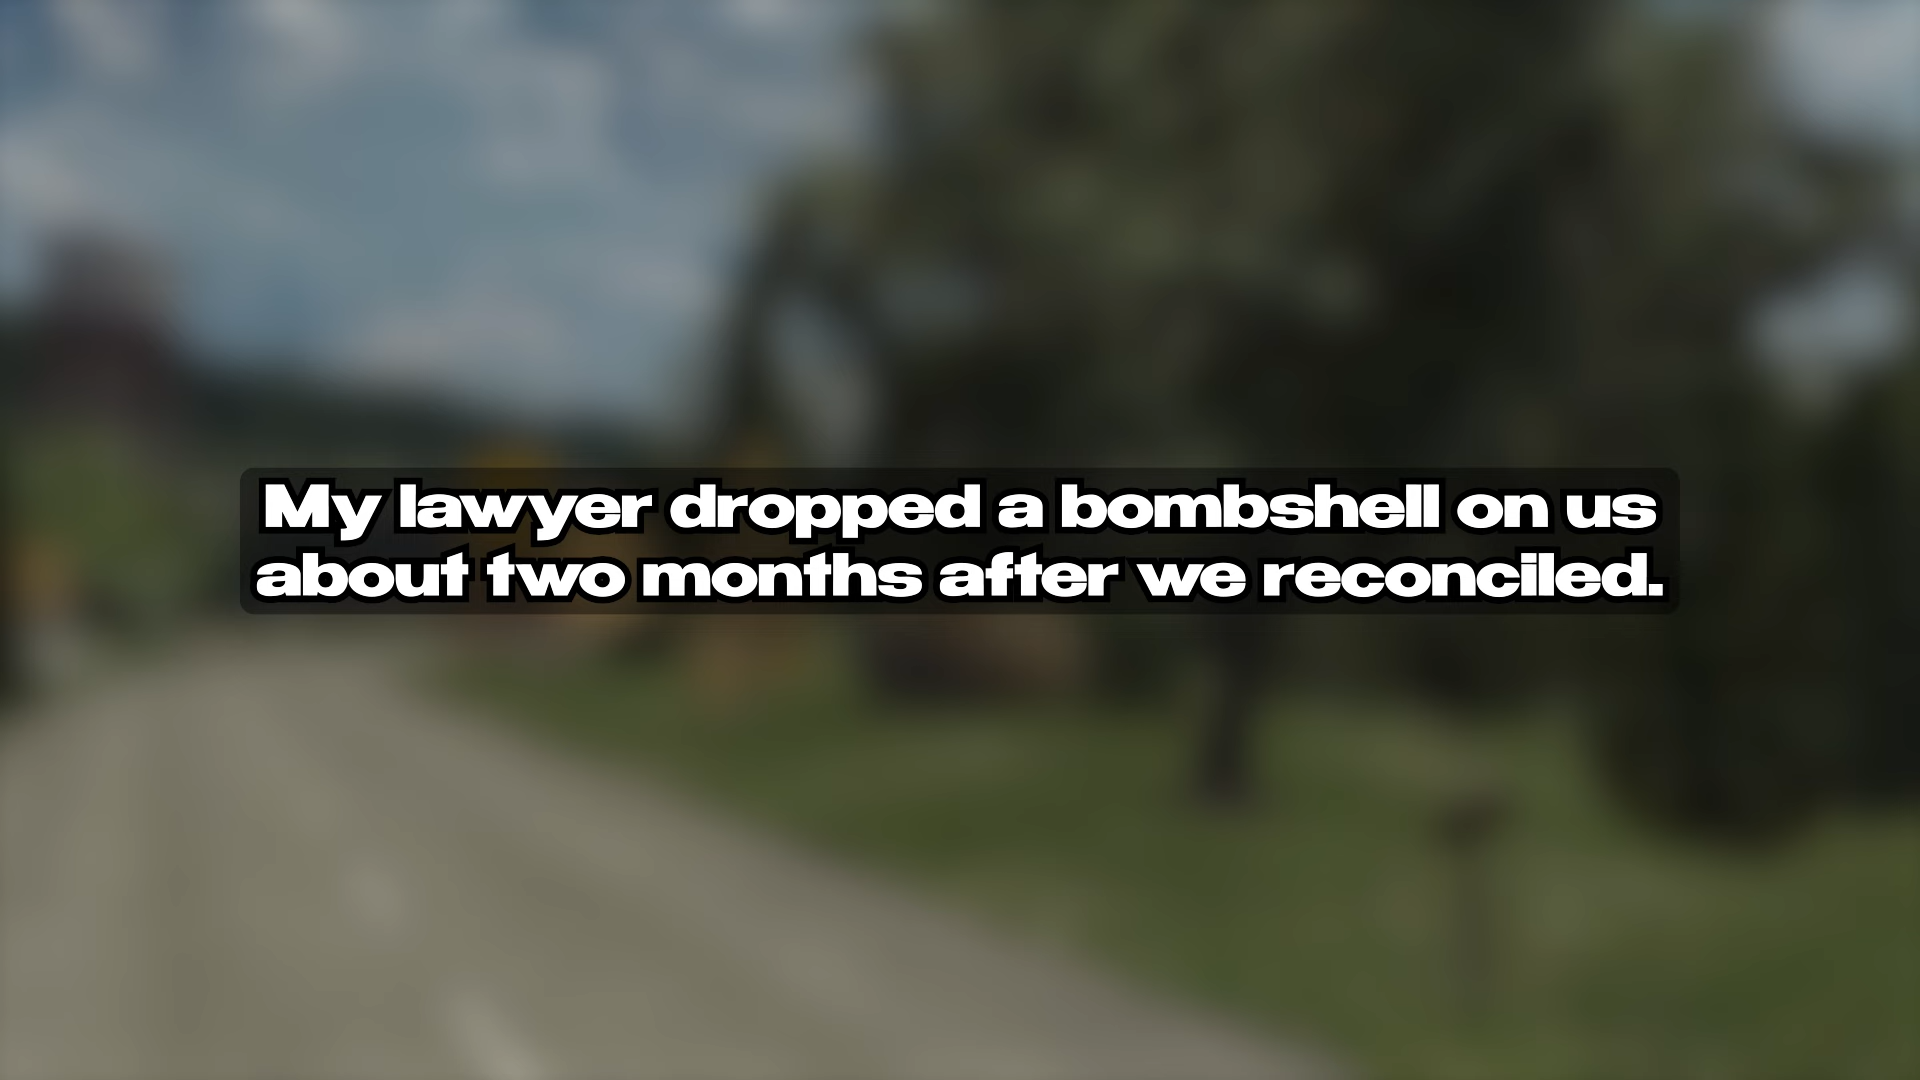 My lawyer dropped a bombshell on us
about two months after we reconciled.